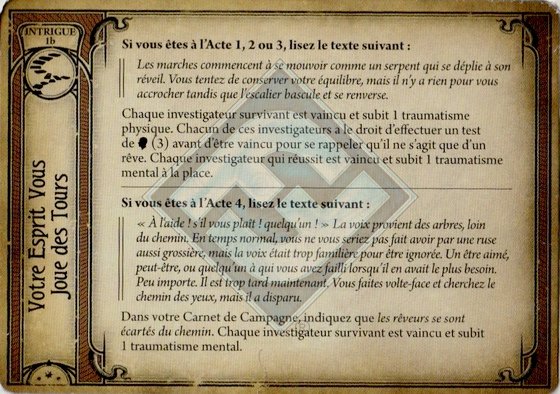 INTRIGUE
1b
Votre Esprit Vous
Joue des Tours
Si vous êtes à l'Acte 1, 2 ou 3, lisez le texte suivant :
Les marches commencent à se mouvoir comme un serpent qui se déplie à son
réveil. Vous tentez de conserver votre équilibre, mais il n'y a rien pour vous
accrocher tandis que l'escalier bascule et se renverse.
Chaque investigateur survivant est vaincu et subit 1 traumatisme
physique. Chacun de ces investigateurs a le droit d'effectuer un test
de (3) avant d'être vaincu pour se rappeler qu'il ne s'agit que d'un
rêve. Chaque investigateur qui réussit est vaincu et subit 1 traumatisme
mental à la place.
Si vous êtes à l'Acte 4, lisez le texte suivant :
« À l'aide ! s'il vous plaît ! quelqu'un ! » La voix provient des arbres, loin
du chemin. En temps normal, vous ne vous seriez pas fait avoir par une ruse
aussi grossière, mais la voix était trop familière pour être ignorée. Un être aimé,
peut-être, ou quelqu'un à qui vous avez failli lorsqu'il en avait le plus besoin.
Peu importe. Il est trop tard maintenant. Vous faites volte-face et cherchez le
chemin des yeux, mais il a disparu.
Dans votre Carnet de Campagne, indiquez que les rêveurs se sont
écartés du chemin. Chaque investigateur survivant est vaincu et subit
1 traumatisme mental.